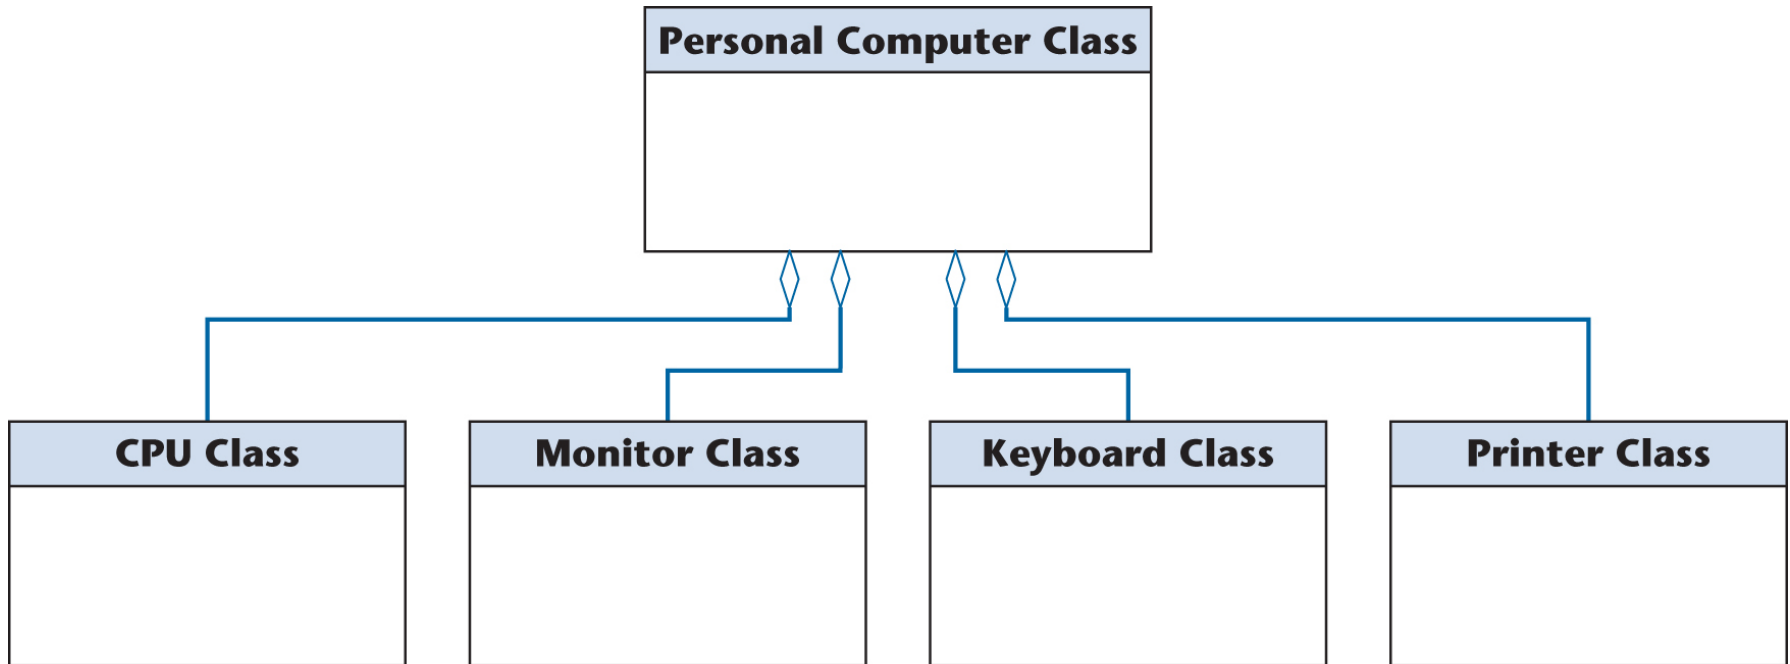 Personal Computer Class
CPU Class
Monitor Class
Keyboard Class
Printer Class